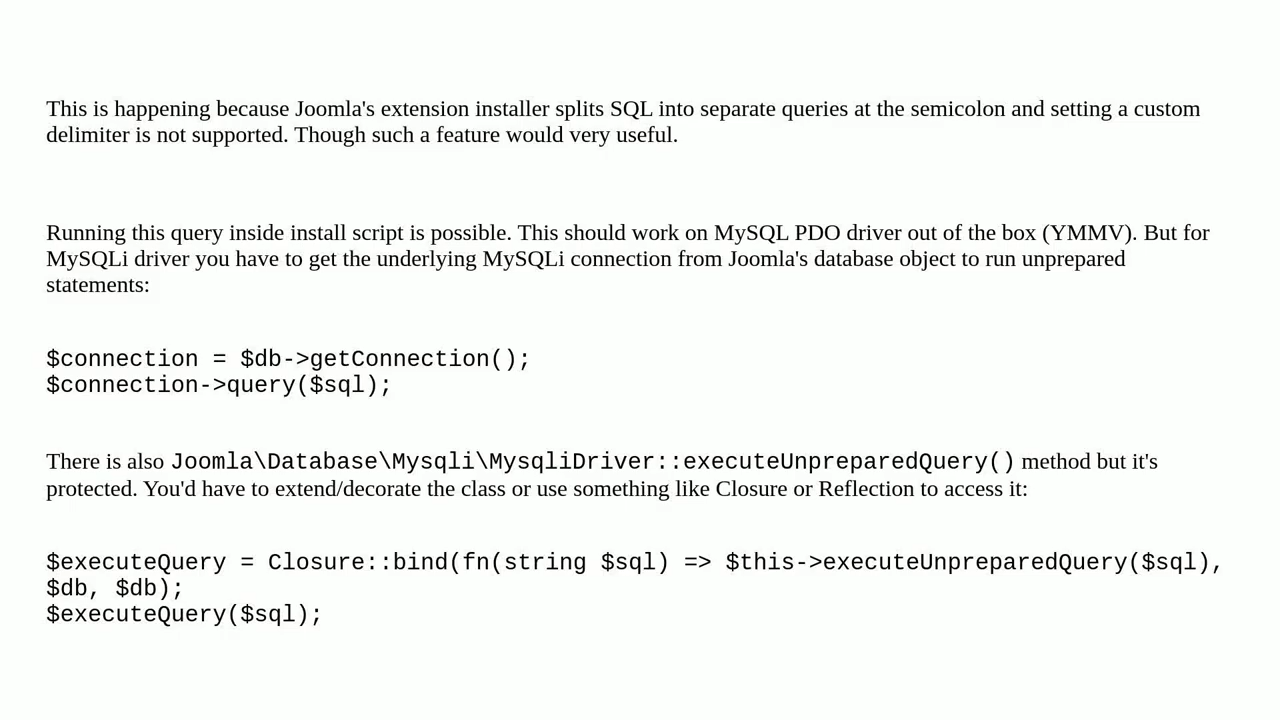 This is happening because Joomla's extension installer splits SQL into separate queries at the semicolon and setting a custom
delimiter is not supported. Though such a feature would very useful.
Running this query inside install script is possible. This should work on MySQL PDO driver out of the box (YMMV). But for
MySQLi driver you have to get the underlying MySQLi connection from Joomla's database object to run unprepared
statements:
$connection = $db->getConnection();
$connection->query($sql);
There is also Joomla\Database\Mysqli\MysqliDriver::executeUnpreparedQuery() method but it's
protected. You'd have to extend/decorate the class or use something like Closure or Reflection to access it:
$executeQuery = Closure::bind(fn(string $sql) => $this->executeUnpreparedQuery($sql),
$db, $db);
$executeQuery($sql);